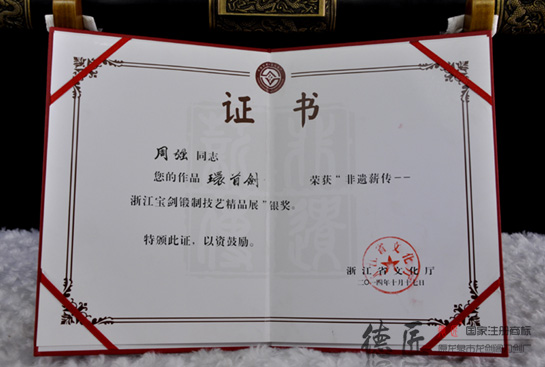 证 书
周强 同志
您的作品 環首剑 荣获"非遗薪传——
浙江宝剑锻制技艺精品展"银奖。
特颁此证，以资鼓励。
浙江省文化厅
二〇一四年十月十七日
德匠
国家注册商标